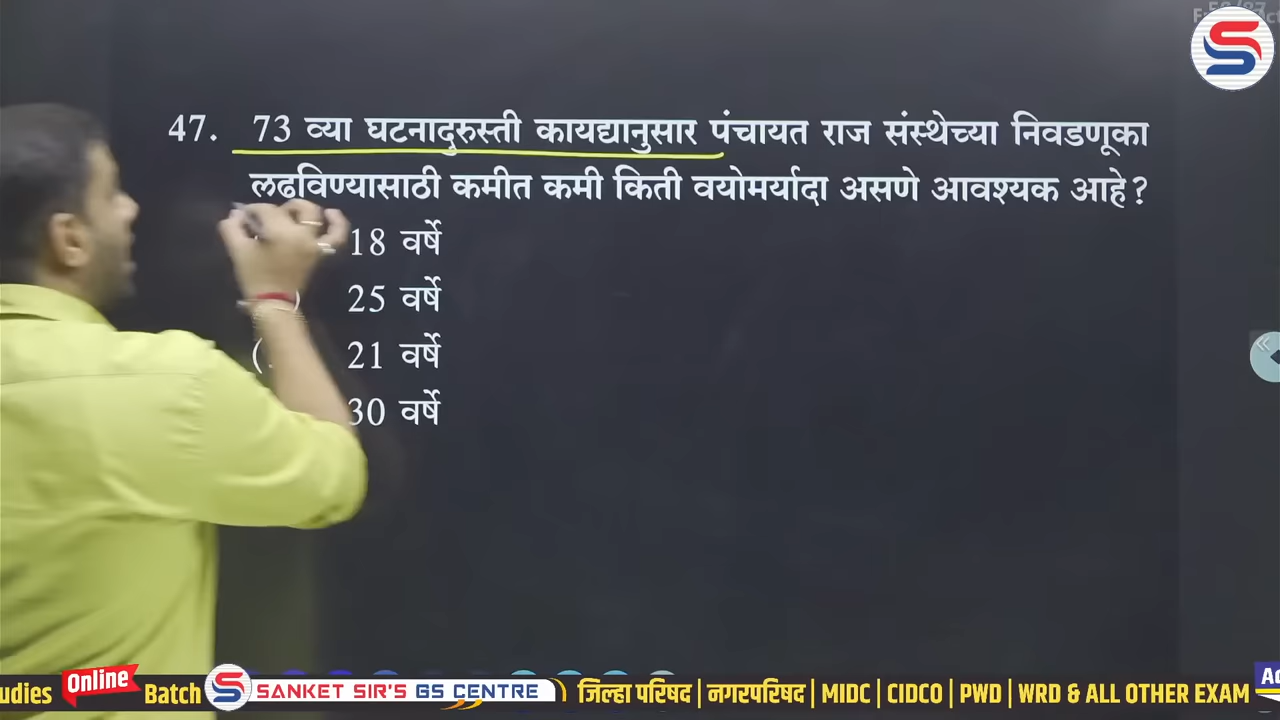 47. 73 व्या घटनादुरुस्ती कायद्यानुसार पंचायत राज संस्थेच्या निवडणूका
लढविण्यासाठी कमीत कमी किती वयोमर्यादा असणे आवश्यक आहे?
18 वर्षे
25 वर्षे
21 वर्षे
30 वर्षे
Online Batch SANKET SIR'S GS CENTRE जिल्हा परिषद | नगरपरिषद | MIDC | CIDCO | PWD | WRD & ALL OTHER EXAM